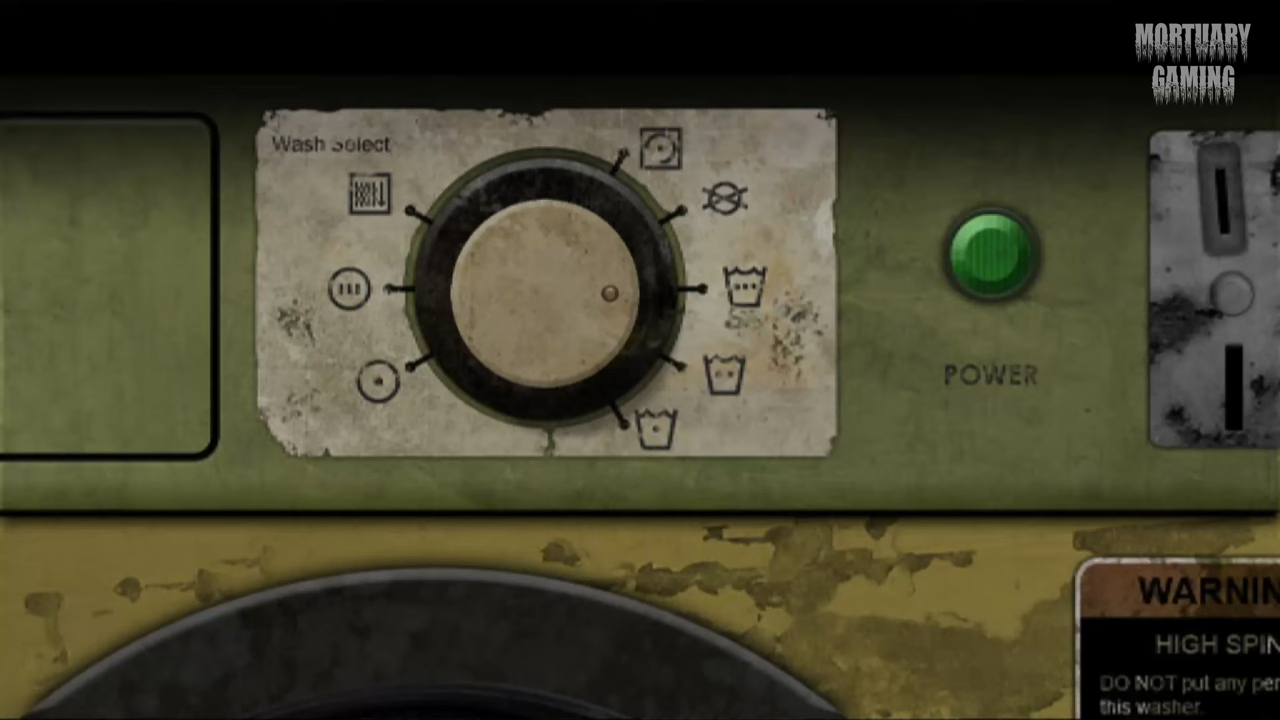 MORTUARY
GAMING
Wash Select
POWER
WARNIN
HIGH SPIN
DO NOT put any per
this washer.